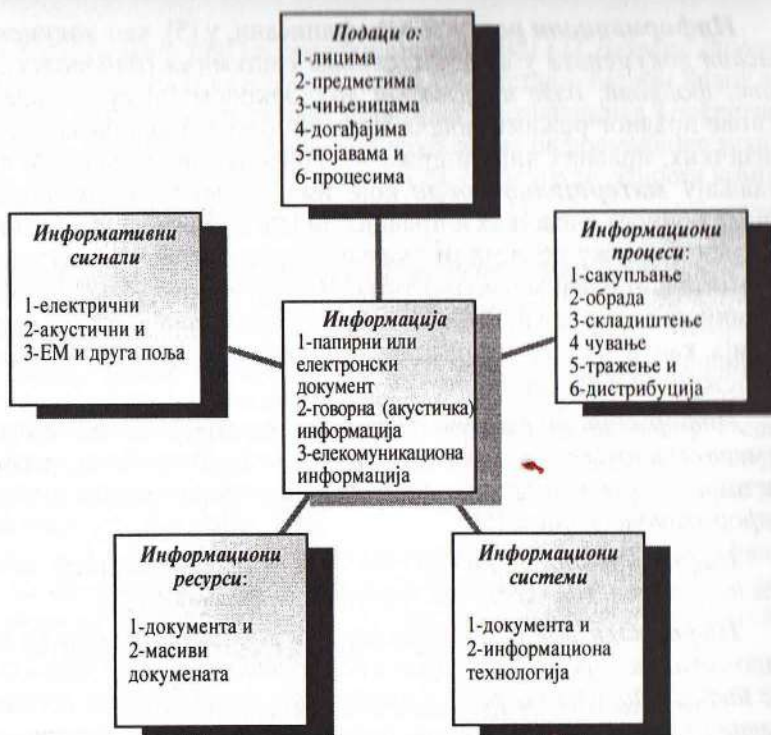 Подаци о:
1-лицима
2-предметима
3-чињеницама
4-догађајима
5-појавама и
6-процесима
Информативни
сигнали
1-електрични
2-акустични и
3-ЕМ и друга поља
Информација
1-папирни или
електронски
документ
2-говорна (акустичка)
информација
3-елекомуникациона
информација
Информациони
процеси:
1-сакупљање
2-обрада
3-складиштење
4 чување
5-тражење и
6-дистрибуција
Информациони
ресурси:
1-документа и
2-масиви
докумената
Информациони
системи
1-документа и
2-информациона
технологија